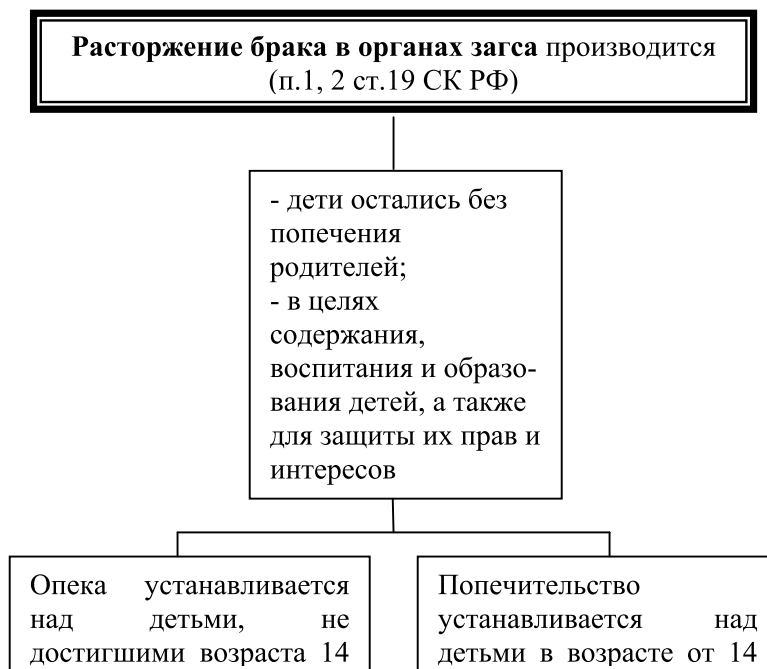 Расторжение брака в органах загса производится
(п.1, 2 ст.19 СК РФ)
- дети остались без
попечения
родителей;
- в целях
содержания,
воспитания и образо-
вания детей, а также
для защиты их прав и
интересов
Опека устанавливается
над детьми, не
достигшими возраста 14
Попечительство
устанавливается над
детьми в возрасте от 14